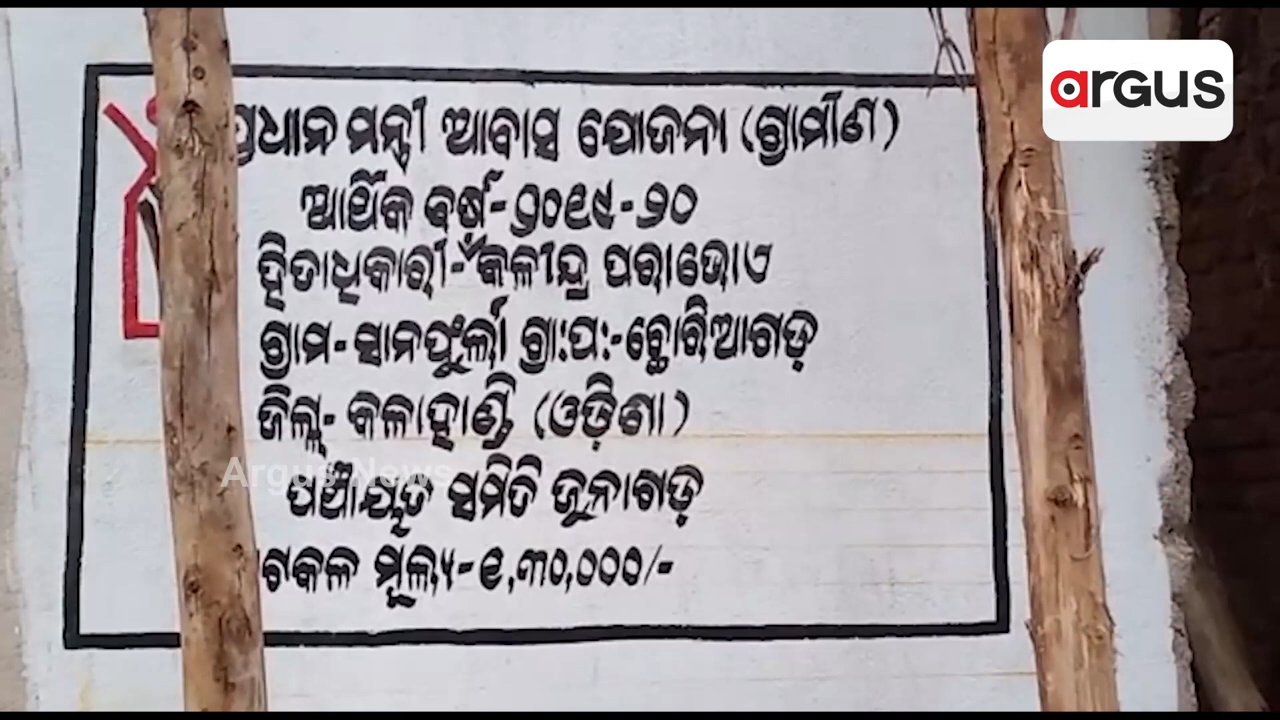 argus
ପ୍ରଧାନ ମନ୍ତ୍ରୀ ଆବାସ ଯୋଜନା (ଗ୍ରାମୀଣ)
ଆର୍ଥିକ ବର୍ଷ-୨୦୧୯-୨୦
ହିତାଧିକାରୀ- କଳୀନ୍ଦ୍ର ପରାଭୋଏ
ଗ୍ରାମ- ସାନଫୁର୍ଲା ଗ୍ରା:ପ:-ଚ୍ଛୋରିଆଗଡ଼
ଜିଲ୍ଲା- କଳାହାଣ୍ଡି (ଓଡ଼ିଶା)
Argus News
ପଞ୍ଚାୟତ ସମିତି ଜୂନାଗଡ଼
ଟକଳ ମୂଲ୍ୟ-୧,୩୦,୦୦୦/-